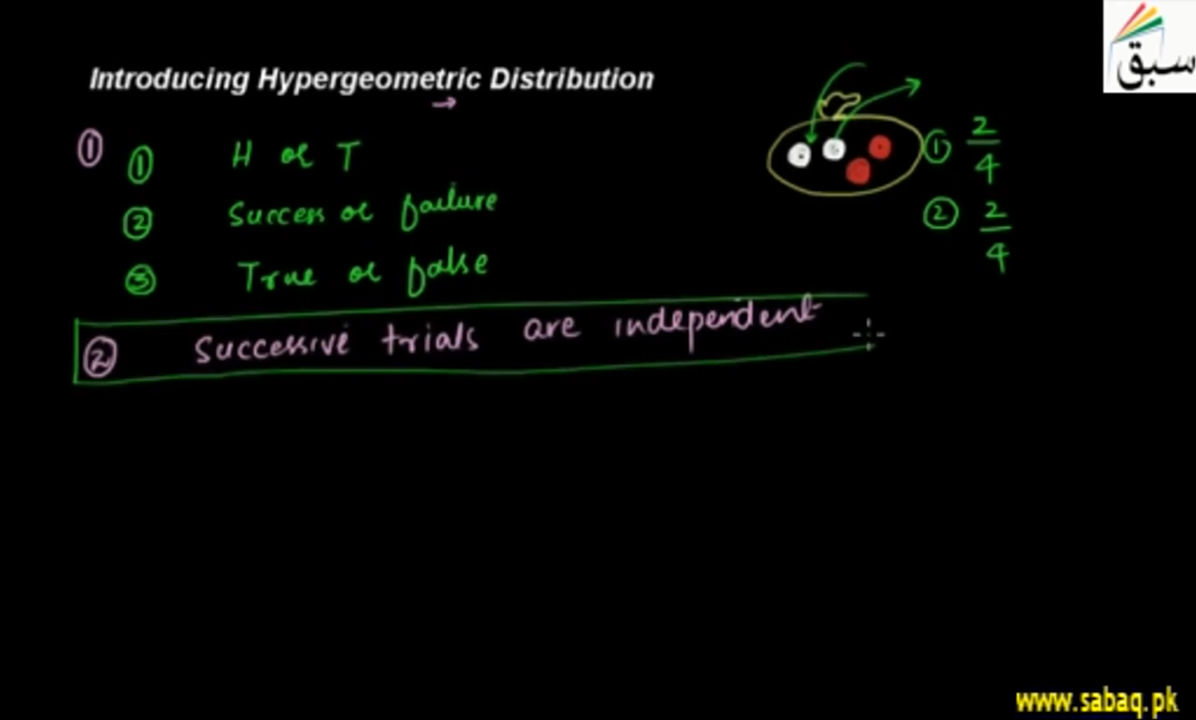 سبق
Introducing Hypergeometric Distribution
① ① H or T
② Success or failure
③ True or false
② Successive trials are independent
① 2/4
② 2/4
www.sabaq.pk